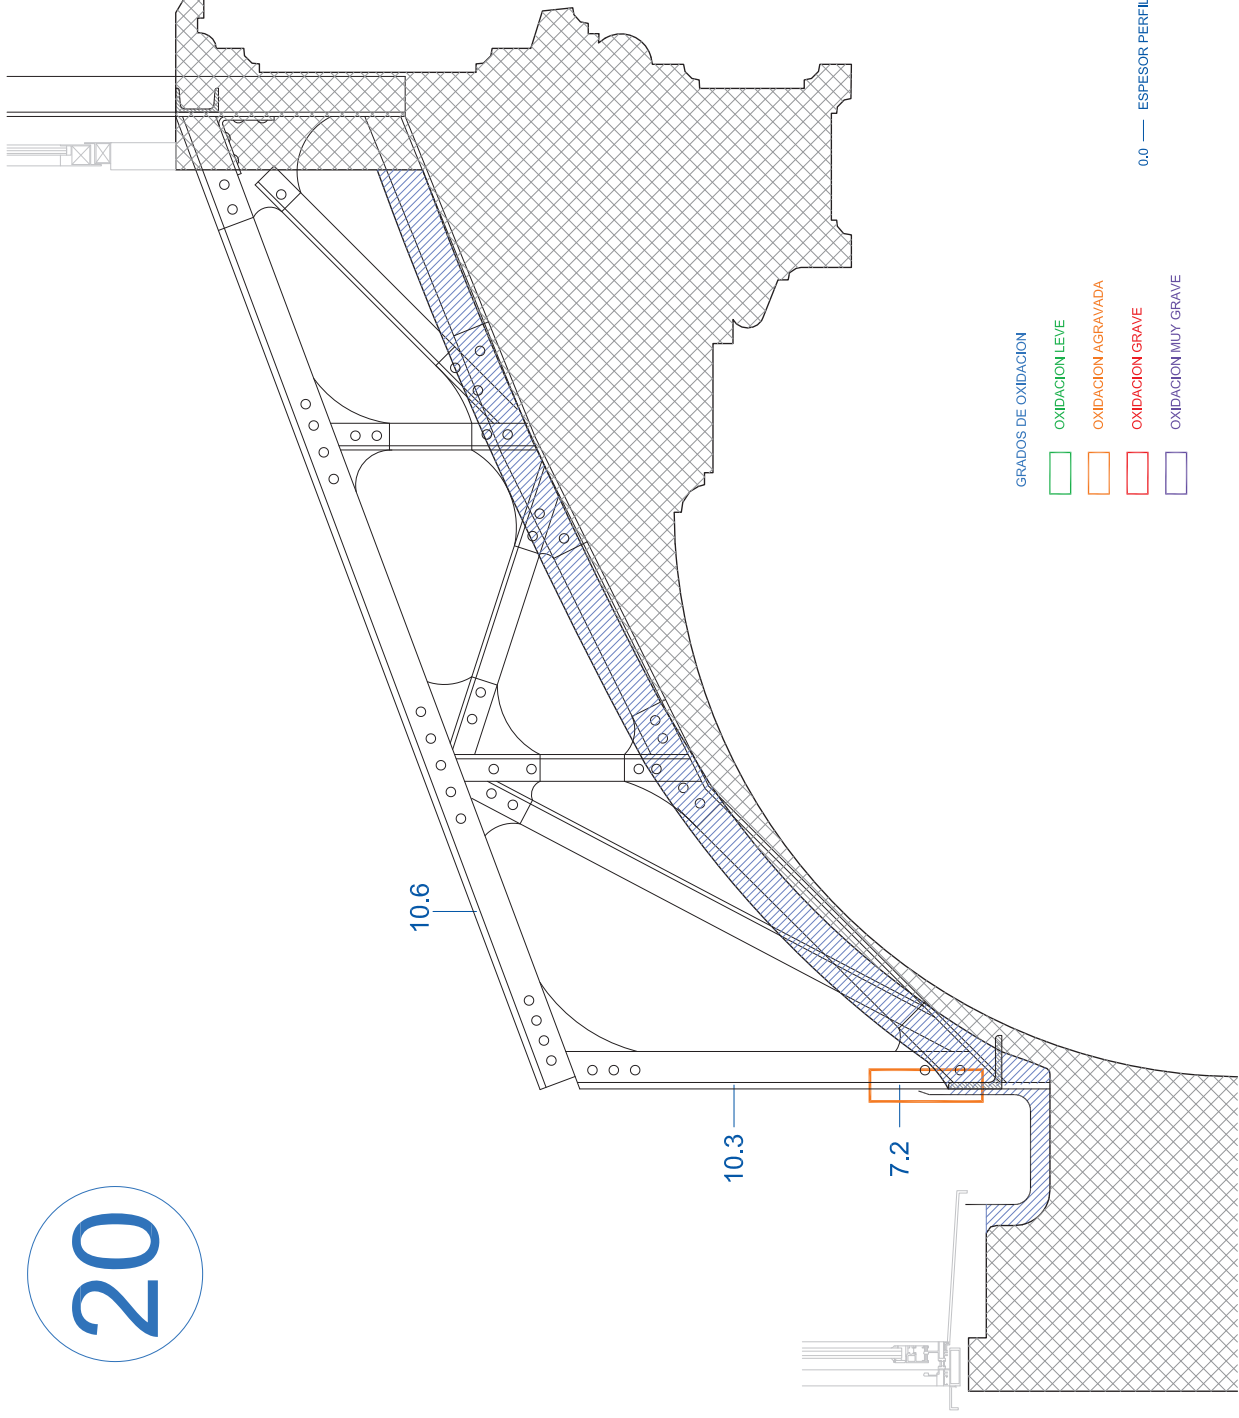 20
10.6
10.3
7.2
GRADOS DE OXIDACION
OXIDACION LEVE
OXIDACION AGRAVADA
OXIDACION GRAVE
OXIDACION MUY GRAVE
0.0 — ESPESOR PERFIL